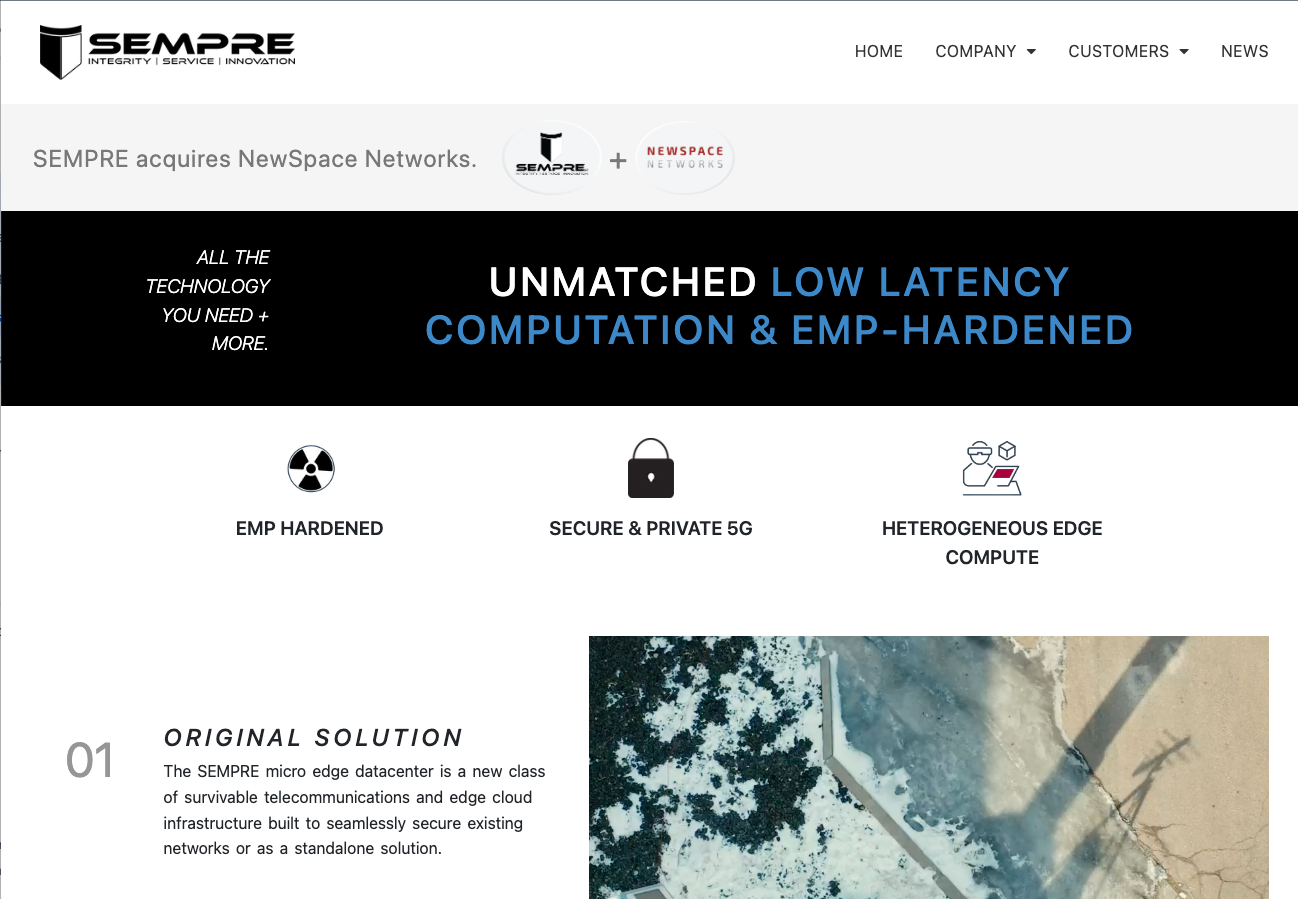 SEMPRE
INTEGRITY | SERVICE | INNOVATION
HOME COMPANY CUSTOMERS NEWS
SEMPRE acquires NewSpace Networks.
SEMPRE
+
NEWSPACE
NETWORKS
ALL THE
TECHNOLOGY
YOU NEED +
MORE.
UNMATCHED LOW LATENCY
COMPUTATION & EMP-HARDENED
EMP HARDENED
SECURE & PRIVATE 5G
HETEROGENEOUS EDGE
COMPUTE
01
ORIGINAL SOLUTION
The SEMPRE micro edge datacenter is a new class
of survivable telecommunications and edge cloud
infrastructure built to seamlessly secure existing
networks or as a standalone solution.